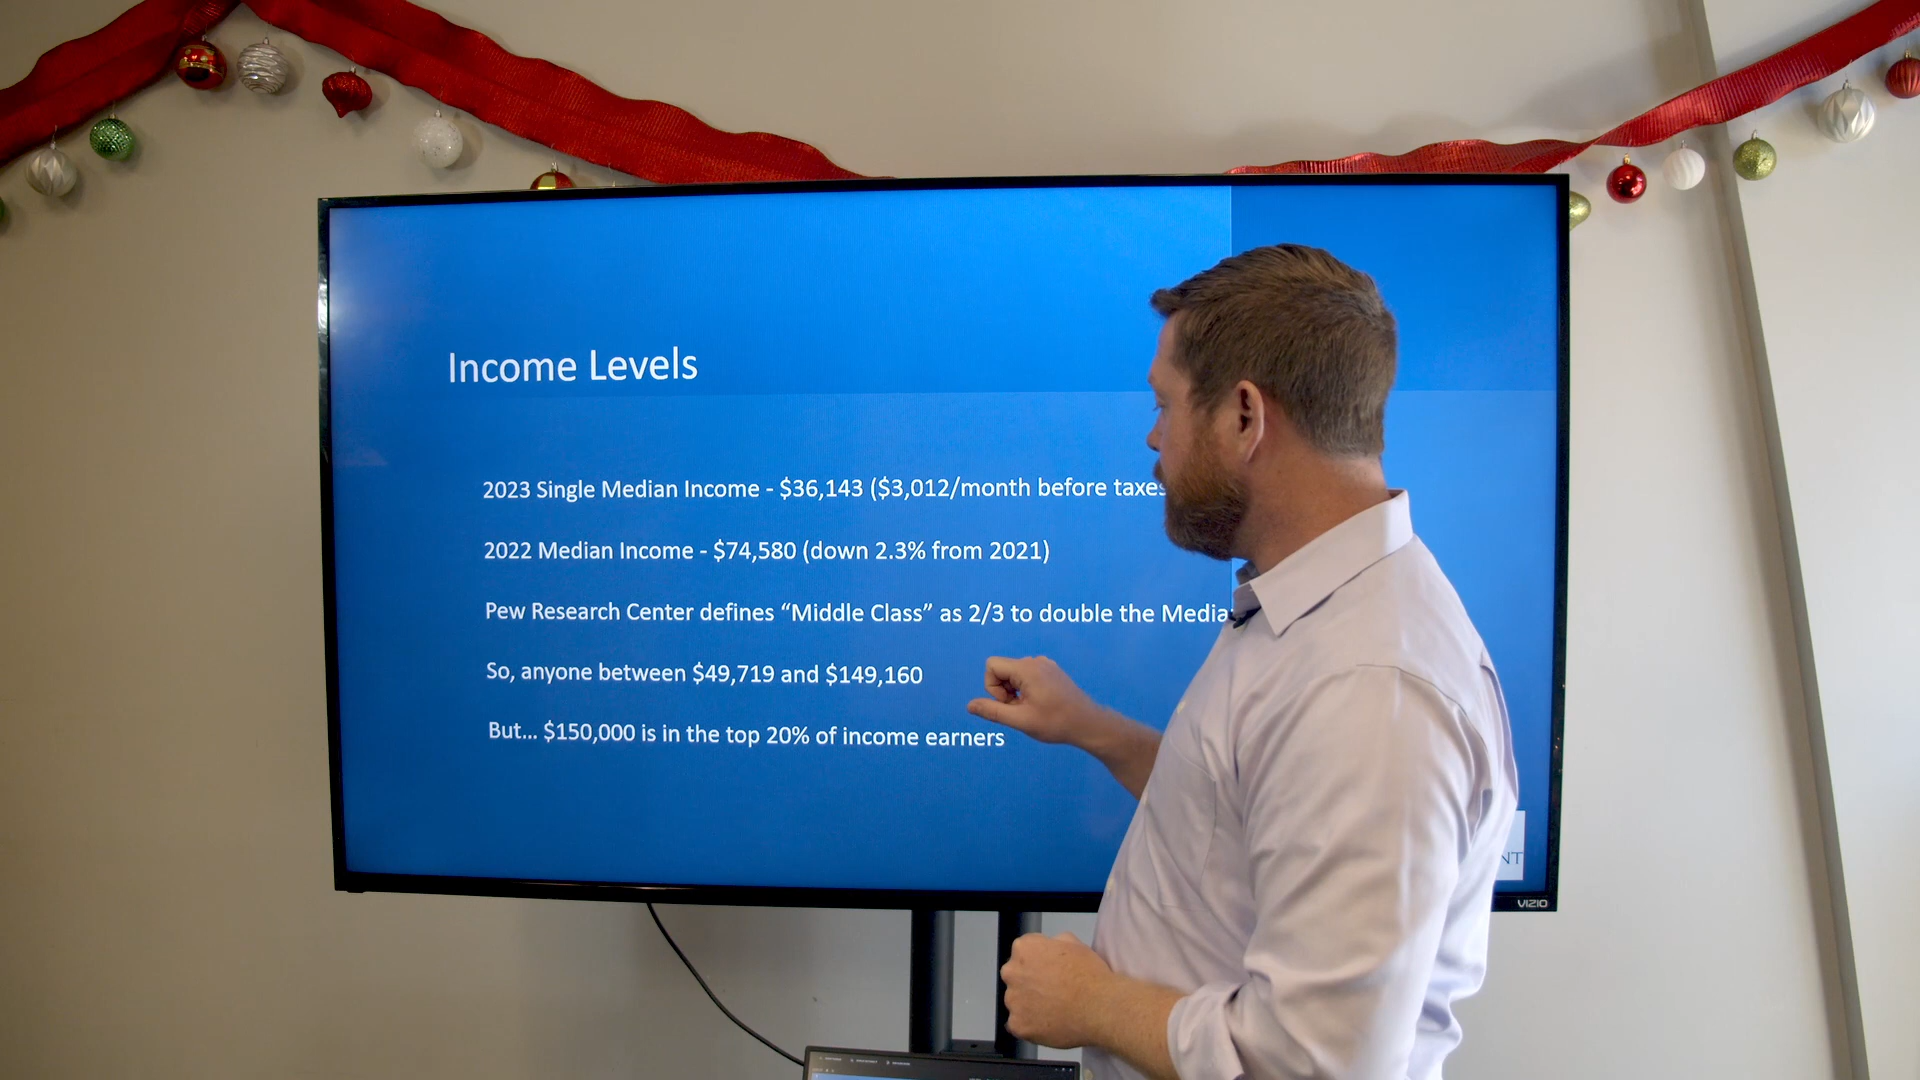 Income Levels
2023 Single Median Income - $36,143 ($3,012/month before taxes
2022 Median Income - $74,580 (down 2.3% from 2021)
Pew Research Center defines “Middle Class” as 2/3 to double the Media
So, anyone between $49,719 and $149,160
But... $150,000 is in the top 20% of income earners
NT
VIZIO